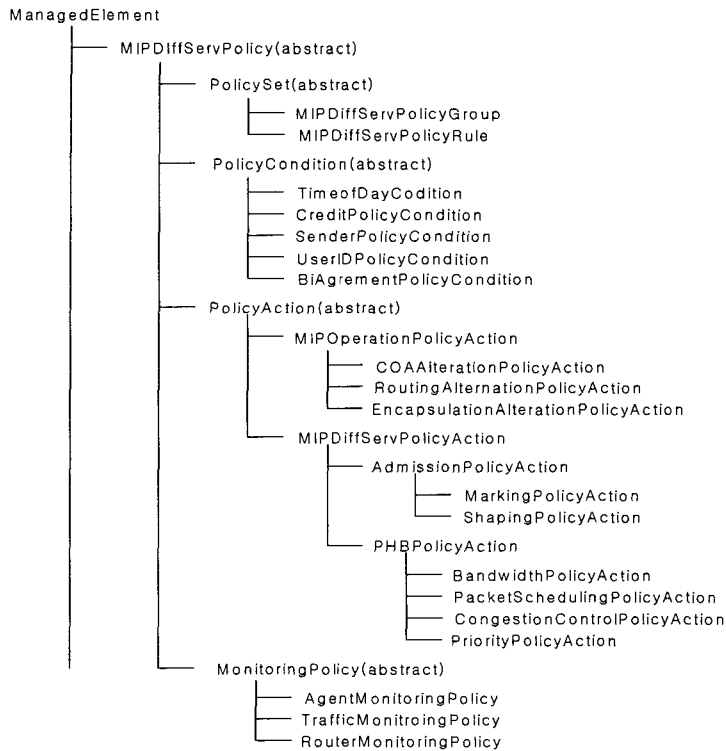 ManagedElement
MIPDIffServPolicy(abstract)
PolicySet(abstract)
MIPDiffServPolicyGroup
MIPDiffServPolicyRule
PolicyCondition(abstract)
TimeofDayCodition
CreditPolicyCondition
SenderPolicyCondition
UserIDPolicyCondition
BiAgrementPolicyCondition
PolicyAction(abstract)
MIPOperationPolicyAction
COAAlterationPolicyAction
RoutingAlternationPolicyAction
EncapsulationAlterationPolicyAction
MIPDiffServPolicyAction
AdmissionPolicyAction
MarkingPolicyAction
ShapingPolicyAction
PHBPolicyAction
BandwidthPolicyAction
PacketSchedulingPolicyAction
CongestionControlPolicyAction
PriorityPolicyAction
MonitoringPolicy(abstract)
AgentMonitoringPolicy
TrafficMonitroingPolicy
RouterMonitoringPolicy